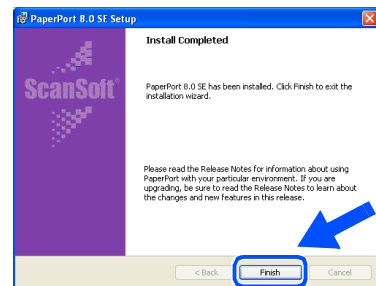 PaperPort 8.0 SE Setup
Install Completed
ScanSoft®
PaperPort 8.0 SE has been installed. Click Finish to exit the
installation wizard.
Please read the Release Notes for information about using
PaperPort with your particular environment. If you are
upgrading, be sure to read the Release Notes to learn about
the changes and new features in this release.
< Back
Finish
Cancel